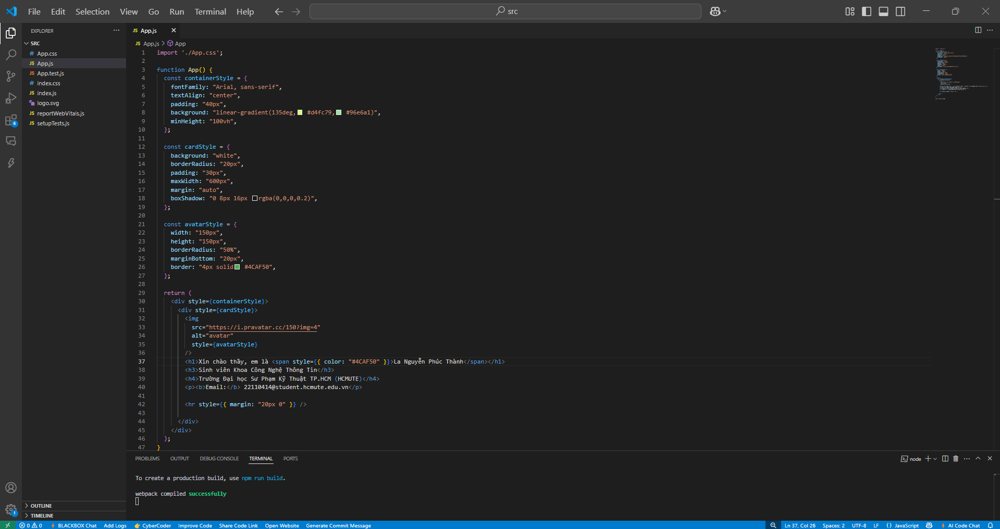 File Edit Selection View Go Run Terminal Help
src
EXPLORER
SRC
# App.css
JS App.js
JS App.test.js
# index.css
JS index.js
logo.svg
JS reportWebVitals.js
JS setupTests.js
OUTLINE
TIMELINE
6
1
JS App.js
JS App.js > App
1 import './App.css';
2
3 function App() {
4 const containerStyle = {
5 fontFamily: "Arial, sans-serif",
6 textAlign: "center",
7 padding: "40px",
8 background: "linear-gradient(135deg, #d4fc79, #96e6a1)",
9 minHeight: "100vh",
10 };
11
12 const cardStyle = {
13 background: "white",
14 borderRadius: "20px",
15 padding: "30px",
16 maxWidth: "600px",
17 margin: "auto",
18 boxShadow: "0 8px 16px rgba(0,0,0,0.2)",
19 };
20
21 const avatarStyle = {
22 width: "150px",
23 height: "150px",
24 borderRadius: "50%",
25 marginBottom: "20px",
26 border: "4px solid #4CAF50",
27 };
28
29 return (
30 <div style={containerStyle}>
31 <div style={cardStyle}>
32 <img
33 src="https://i.pravatar.cc/150?img=4"
34 alt="avatar"
35 style={avatarStyle}
36 />
37 <h1>Xin chào thầy, em là <span style={{ color: "#4CAF50" }}>La Nguyễn Phúc Thành</span></h1>
38 <h3>Sinh viên Khoa Công Nghệ Thông Tin</h3>
39 <h4>Trường Đại học Sư Phạm Kỹ Thuật TP.HCM (HCMUTE)</h4>
40 <p><b>Email:</b> 22110414@student.hcmute.edu.vn</p>
41
42 <hr style={{ margin: "20px 0" }} />
43
44 </div>
45 </div>
46 );
47 }
PROBLEMS OUTPUT DEBUG CONSOLE TERMINAL PORTS
node
To create a production build, use npm run build.
webpack compiled successfully
0 0 BLACKBOX Chat Add Logs CyberCoder Improve Code Share Code Link Open Website Generate Commit Message
Ln 37, Col 26 Spaces: 2 UTF-8 LF {} JavaScript AI Code Chat